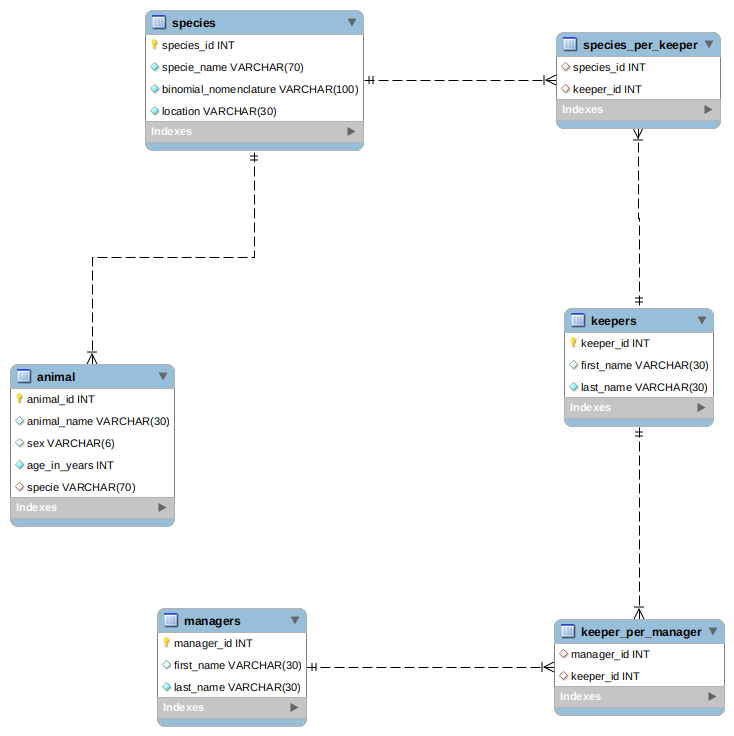 species
species_id INT
specie_name VARCHAR(70)
binomial_nomenclature VARCHAR(100)
location VARCHAR(30)
Indexes
species_per_keeper
species_id INT
keeper_id INT
Indexes
keepers
keeper_id INT
first_name VARCHAR(30)
last_name VARCHAR(30)
Indexes
animal
animal_id INT
animal_name VARCHAR(30)
sex VARCHAR(6)
age_in_years INT
specie VARCHAR(70)
Indexes
managers
manager_id INT
first_name VARCHAR(30)
last_name VARCHAR(30)
Indexes
keeper_per_manager
manager_id INT
keeper_id INT
Indexes